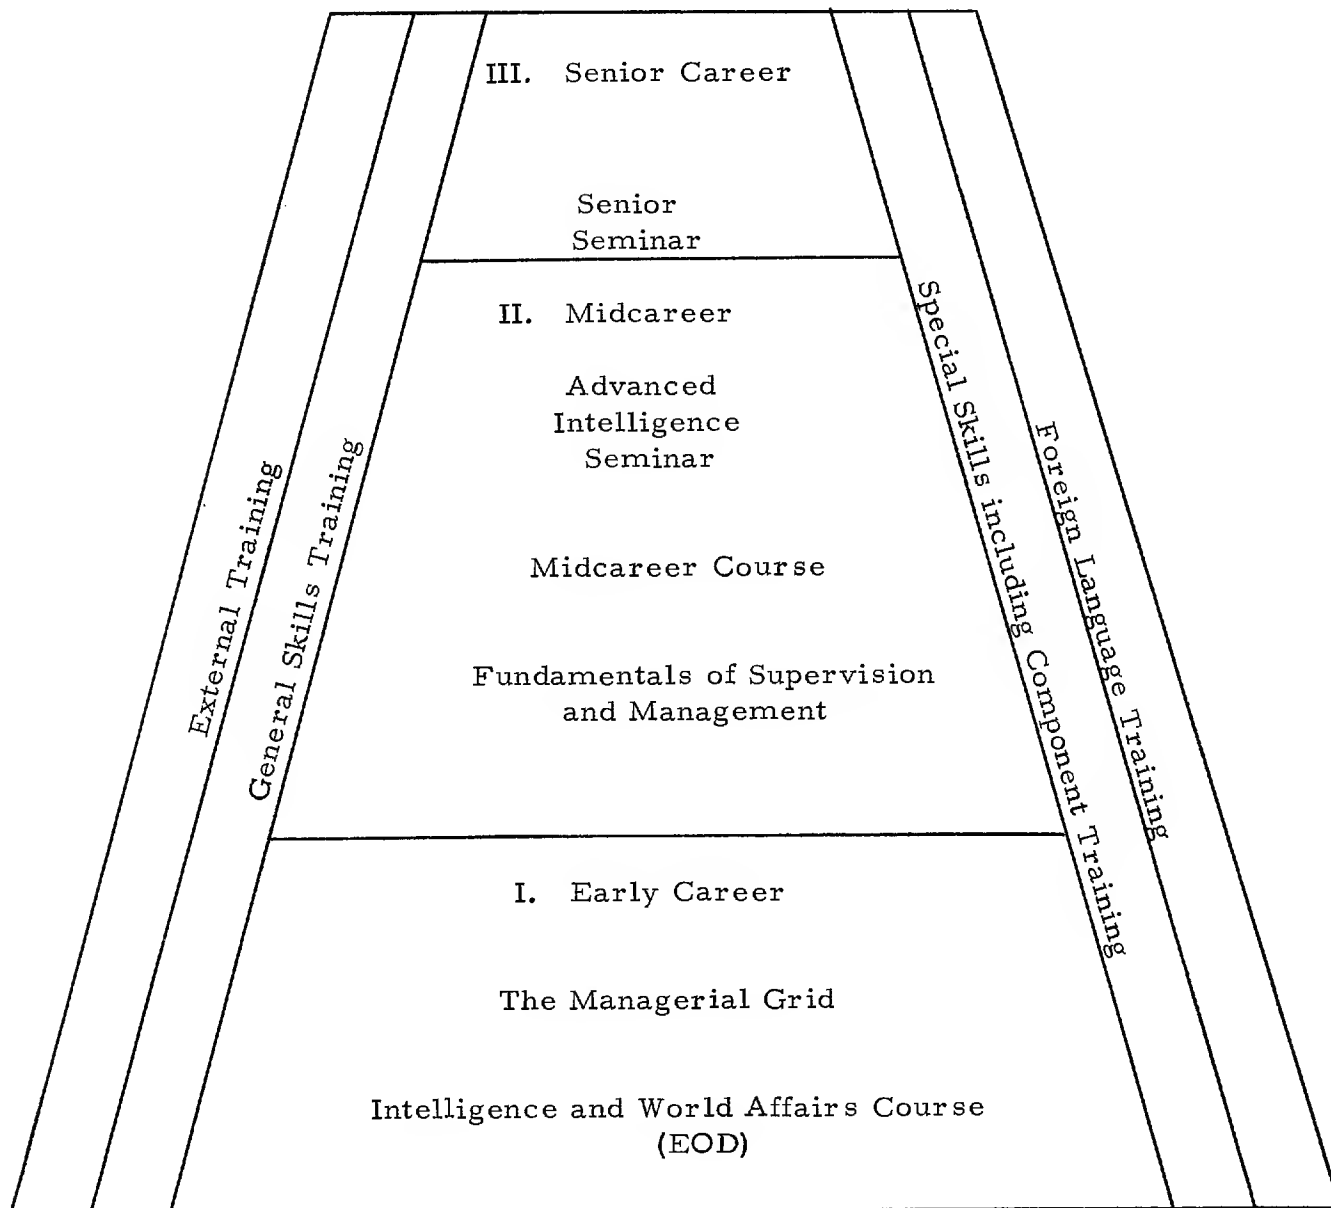 III. Senior Career
Senior
Seminar
II. Midcareer
Advanced
Intelligence
Seminar
Midcareer Course
Fundamentals of Supervision
and Management
I. Early Career
The Managerial Grid
Intelligence and World Affairs Course
(EOD)
External Training
General Skills Training
Special Skills including Component Training
Foreign Language Training